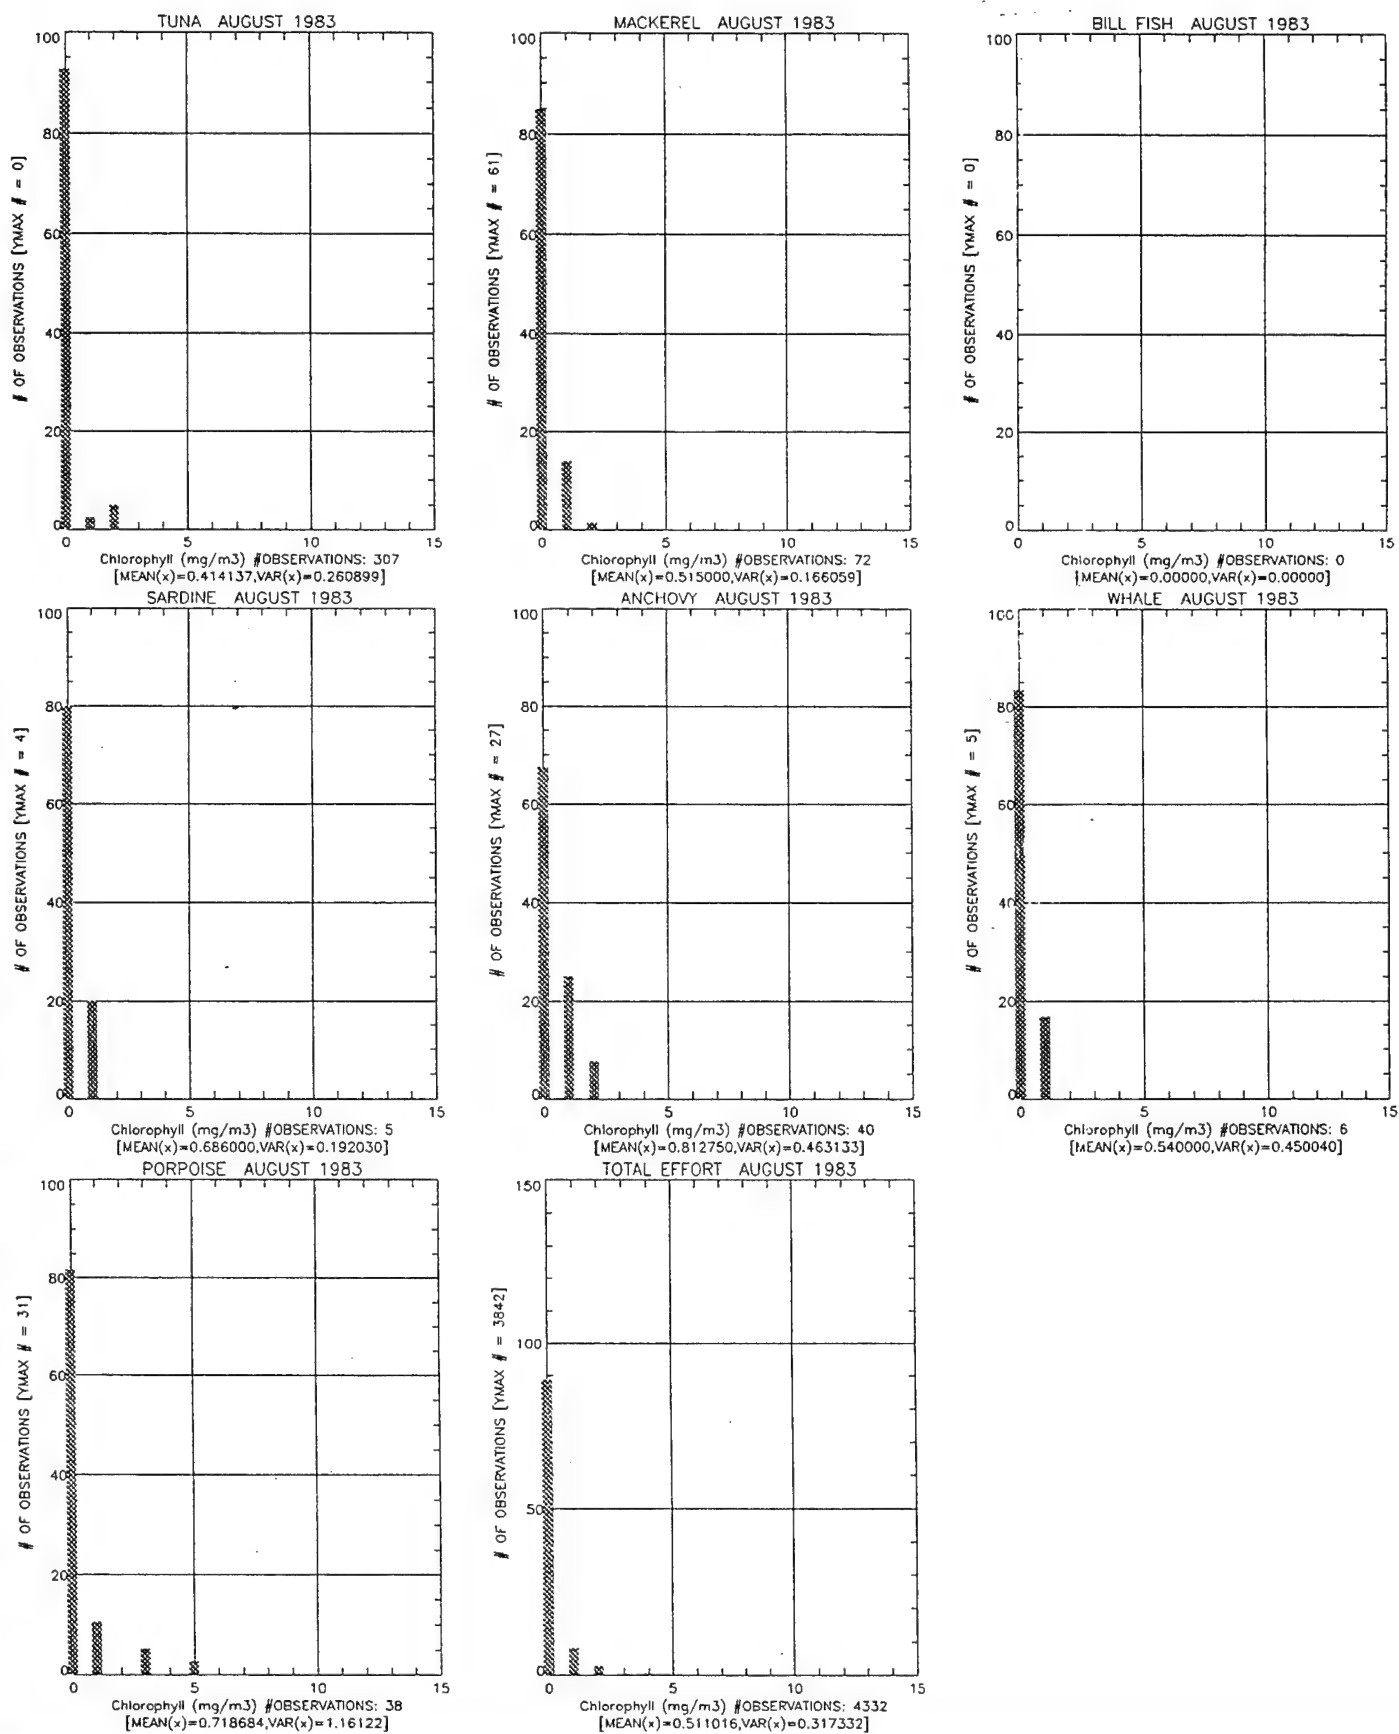 TUNA AUGUST 1983
100
80
60
40
20
0
# OF OBSERVATIONS [YMAX # = 0]
0 5 10 15
Chlorophyll (mg/m3) #OBSERVATIONS: 307
[MEAN(x)=0.414137,VAR(x)=0.260899]
MACKEREL AUGUST 1983
100
80
60
40
20
0
# OF OBSERVATIONS [YMAX # = 61]
0 5 10 15
Chlorophyll (mg/m3) #OBSERVATIONS: 72
[MEAN(x)=0.515000,VAR(x)=0.166059]
BILL FISH AUGUST 1983
100
80
60
40
20
0
# OF OBSERVATIONS [YMAX # = 0]
0 5 10 15
Chlorophyll (mg/m3) #OBSERVATIONS: 0
[MEAN(x)=0.00000,VAR(x)=0.00000]
SARDINE AUGUST 1983
100
80
60
40
20
0
# OF OBSERVATIONS [YMAX # = 4]
0 5 10 15
Chlorophyll (mg/m3) #OBSERVATIONS: 5
[MEAN(x)=0.686000,VAR(x)=0.192030]
ANCHOVY AUGUST 1983
100
80
60
40
20
0
# OF OBSERVATIONS [YMAX # = 27]
0 5 10 15
Chlorophyll (mg/m3) #OBSERVATIONS: 40
[MEAN(x)=0.812750,VAR(x)=0.463133]
WHALE AUGUST 1983
100
80
60
40
20
0
# OF OBSERVATIONS [YMAX # = 5]
0 5 10 15
Chlorophyll (mg/m3) #OBSERVATIONS: 6
[MEAN(x)=0.540000,VAR(x)=0.450040]
PORPOISE AUGUST 1983
100
80
60
40
20
0
# OF OBSERVATIONS [YMAX # = 31]
0 5 10 15
Chlorophyll (mg/m3) #OBSERVATIONS: 38
[MEAN(x)=0.718684,VAR(x)=1.16122]
TOTAL EFFORT AUGUST 1983
150
100
50
0
# OF OBSERVATIONS [YMAX # = 3842]
0 5 10 15
Chlorophyll (mg/m3) #OBSERVATIONS: 4332
[MEAN(x)=0.511016,VAR(x)=0.317332]